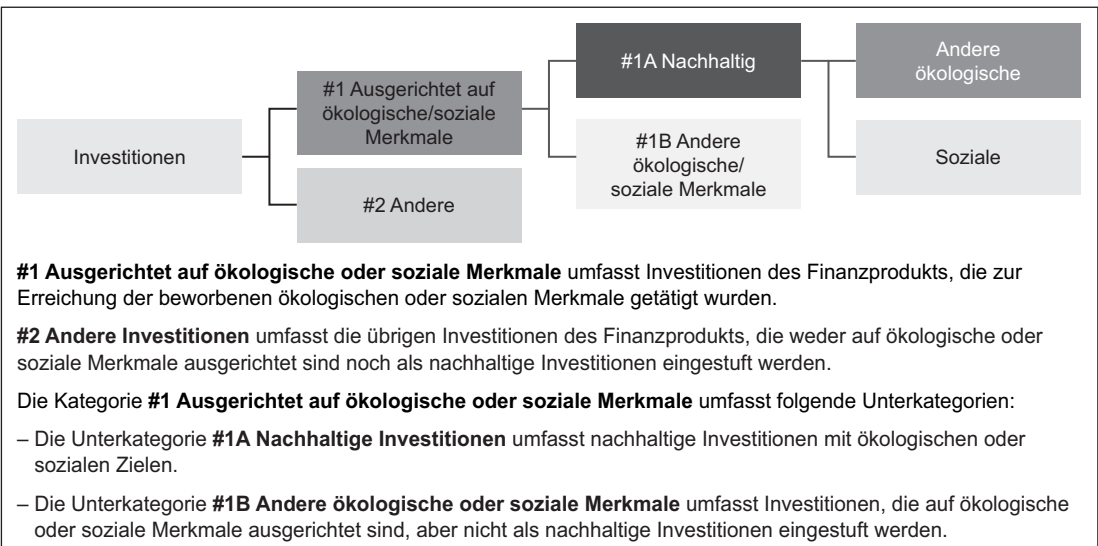 Investitionen
#1 Ausgerichtet auf
ökologische/soziale
Merkmale
#2 Andere
#1A Nachhaltig
#1B Andere
ökologische/
soziale Merkmale
Andere
ökologische
Soziale
#1 Ausgerichtet auf ökologische oder soziale Merkmale umfasst Investitionen des Finanzprodukts, die zur
Erreichung der beworbenen ökologischen oder sozialen Merkmale getätigt wurden.
#2 Andere Investitionen umfasst die übrigen Investitionen des Finanzprodukts, die weder auf ökologische oder
soziale Merkmale ausgerichtet sind noch als nachhaltige Investitionen eingestuft werden.
Die Kategorie #1 Ausgerichtet auf ökologische oder soziale Merkmale umfasst folgende Unterkategorien:
– Die Unterkategorie #1A Nachhaltige Investitionen umfasst nachhaltige Investitionen mit ökologischen oder
sozialen Zielen.
– Die Unterkategorie #1B Andere ökologische oder soziale Merkmale umfasst Investitionen, die auf ökologische
oder soziale Merkmale ausgerichtet sind, aber nicht als nachhaltige Investitionen eingestuft werden.